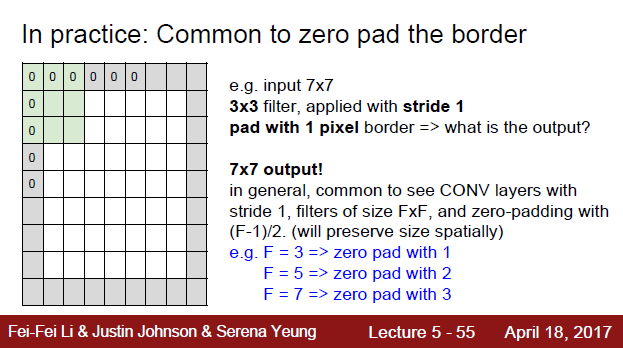 In practice: Common to zero pad the border
0 0 0 0 0 0
0
0
0
0
e.g. input 7x7
3x3 filter, applied with stride 1
pad with 1 pixel border => what is the output?
7x7 output!
in general, common to see CONV layers with
stride 1, filters of size FxF, and zero-padding with
(F-1)/2. (will preserve size spatially)
e.g. F = 3 => zero pad with 1
F = 5 => zero pad with 2
F = 7 => zero pad with 3
Fei-Fei Li & Justin Johnson & Serena Yeung Lecture 5 - 55 April 18, 2017